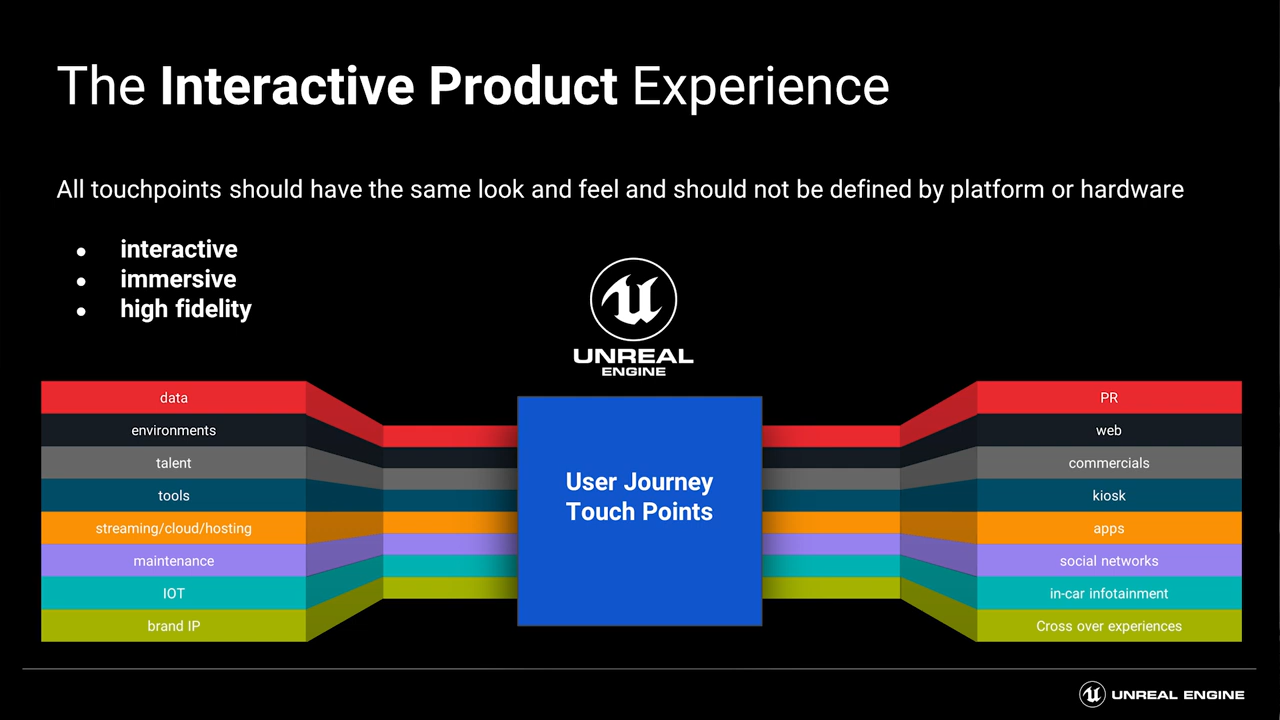 The Interactive Product Experience
All touchpoints should have the same look and feel and should not be defined by platform or hardware
● interactive
● immersive
● high fidelity
UNREAL
ENGINE
data
environments
talent
tools
streaming/cloud/hosting
maintenance
IOT
brand IP
User Journey
Touch Points
PR
web
commercials
kiosk
apps
social networks
in-car infotainment
Cross over experiences
UNREAL ENGINE